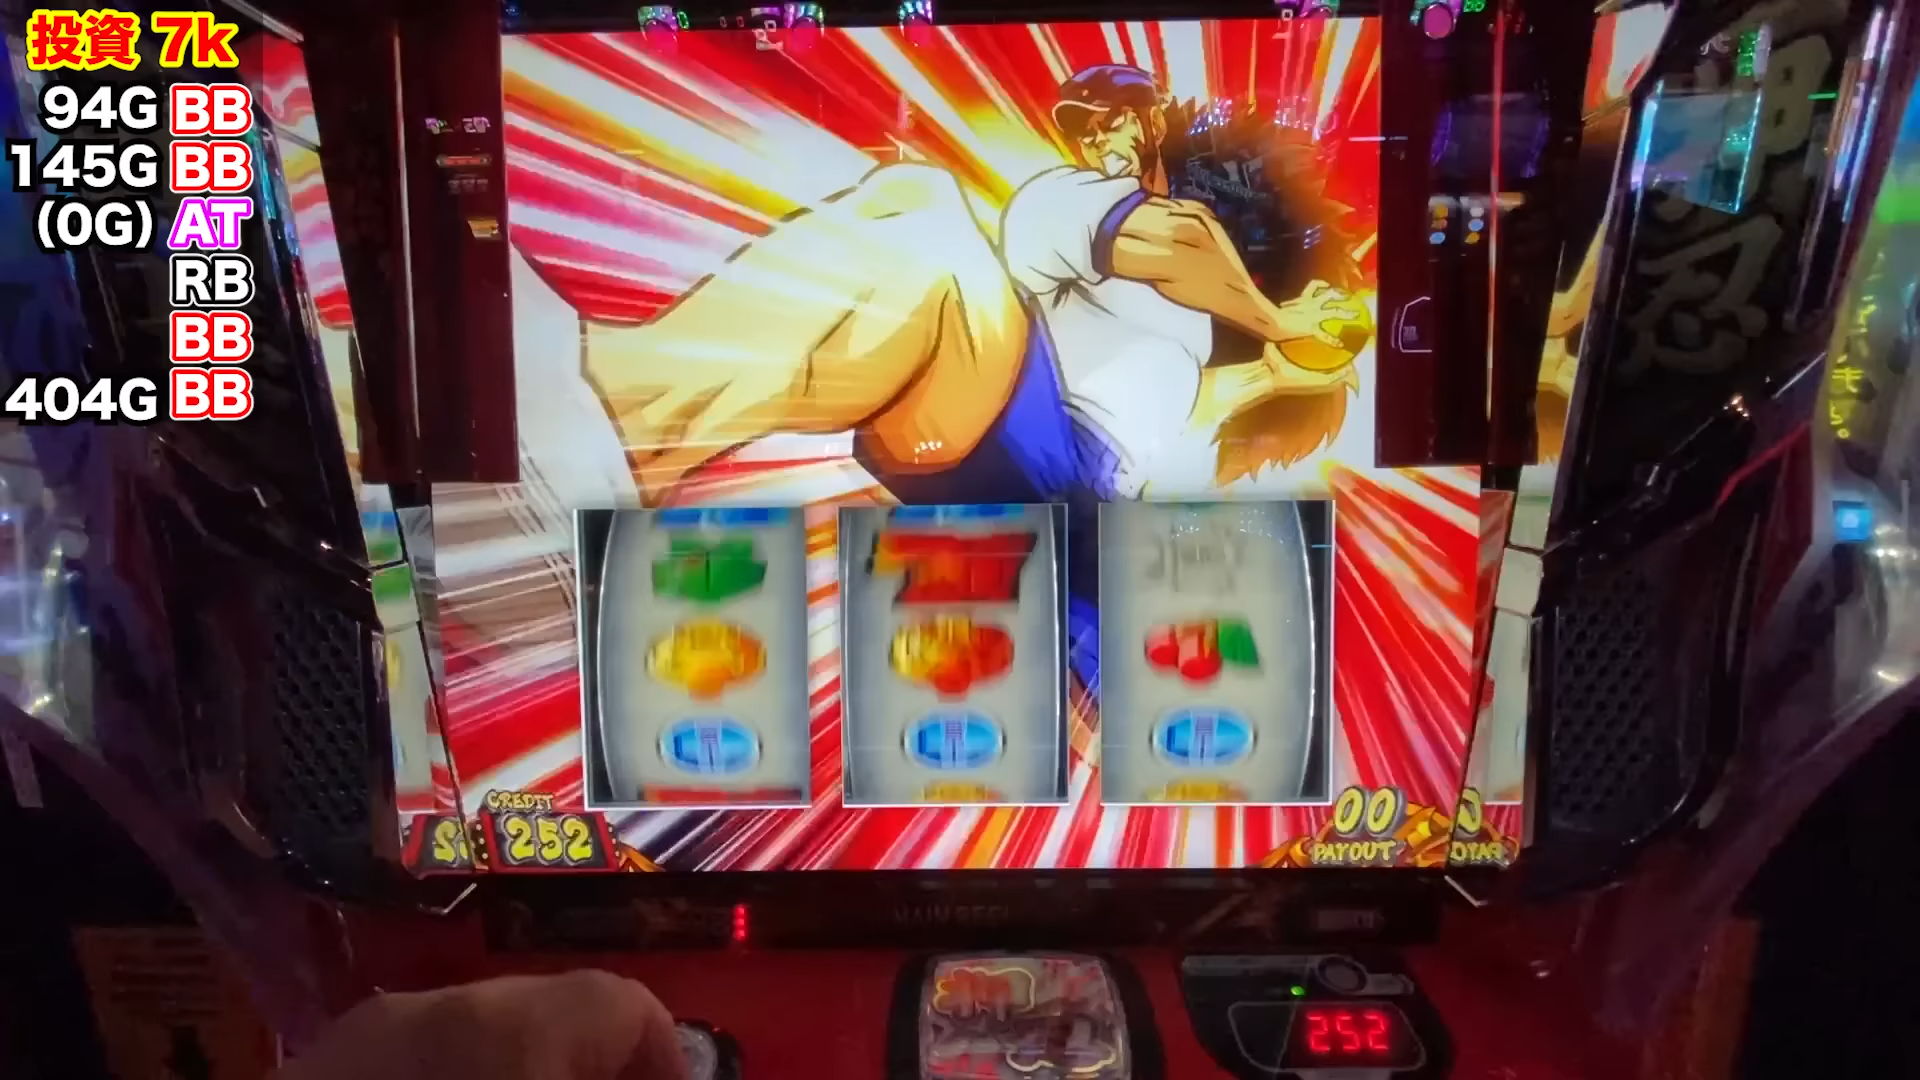 投資 7k
94G BB
145G BB
(0G) AT
RB
BB
404G BB
CREDIT
252
00
PAYOUT
252